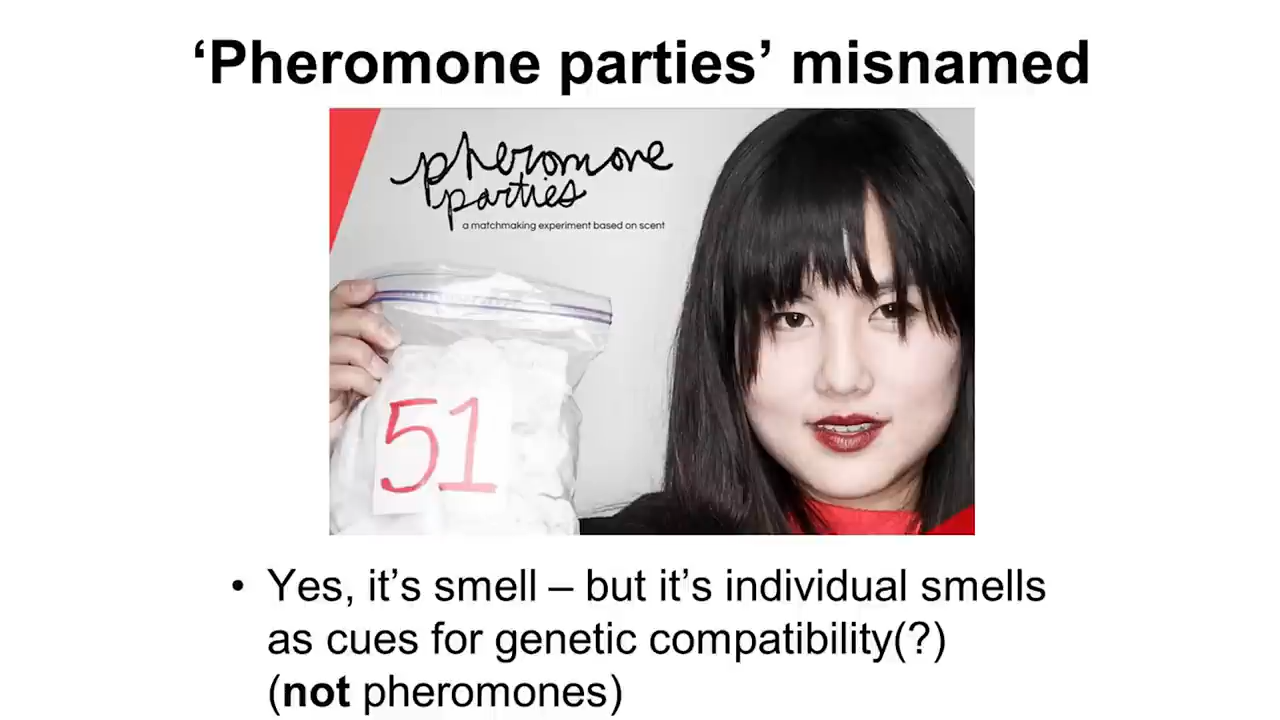 ‘Pheromone parties’ misnamed
pheromone
parties
a matchmaking experiment based on scent
51
• Yes, it’s smell – but it’s individual smells
as cues for genetic compatibility(?)
(not pheromones)